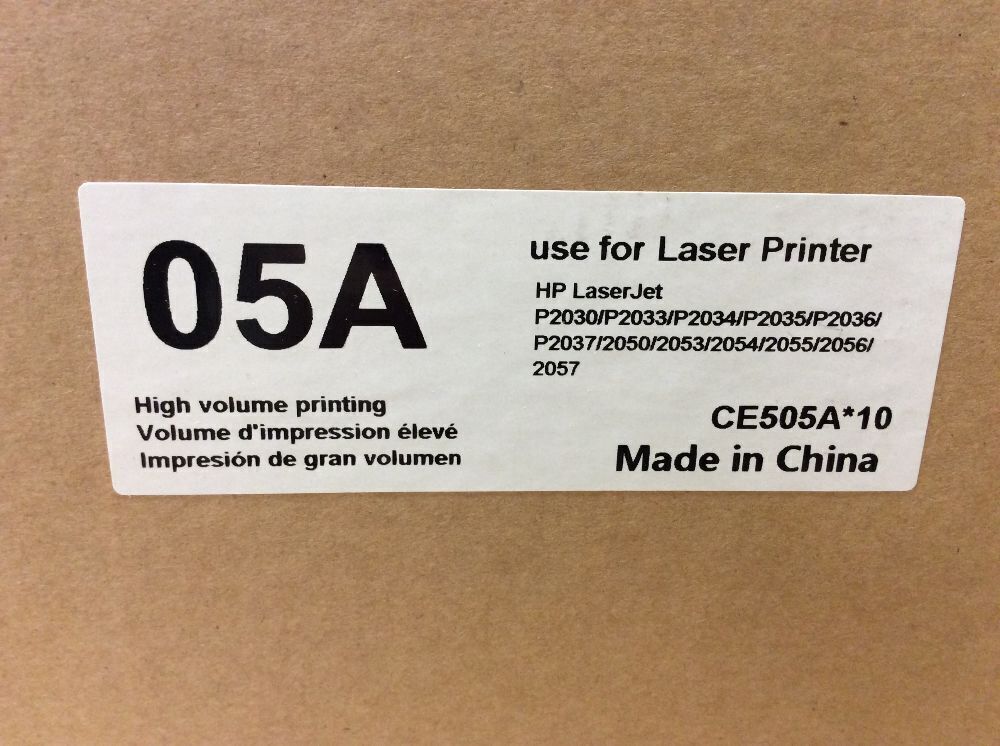 05A
High volume printing
Volume d'impression élevé
Impresión de gran volumen
use for Laser Printer
HP LaserJet
P2030/P2033/P2034/P2035/P2036/
P2037/2050/2053/2054/2055/2056/
2057
CE505A*10
Made in China